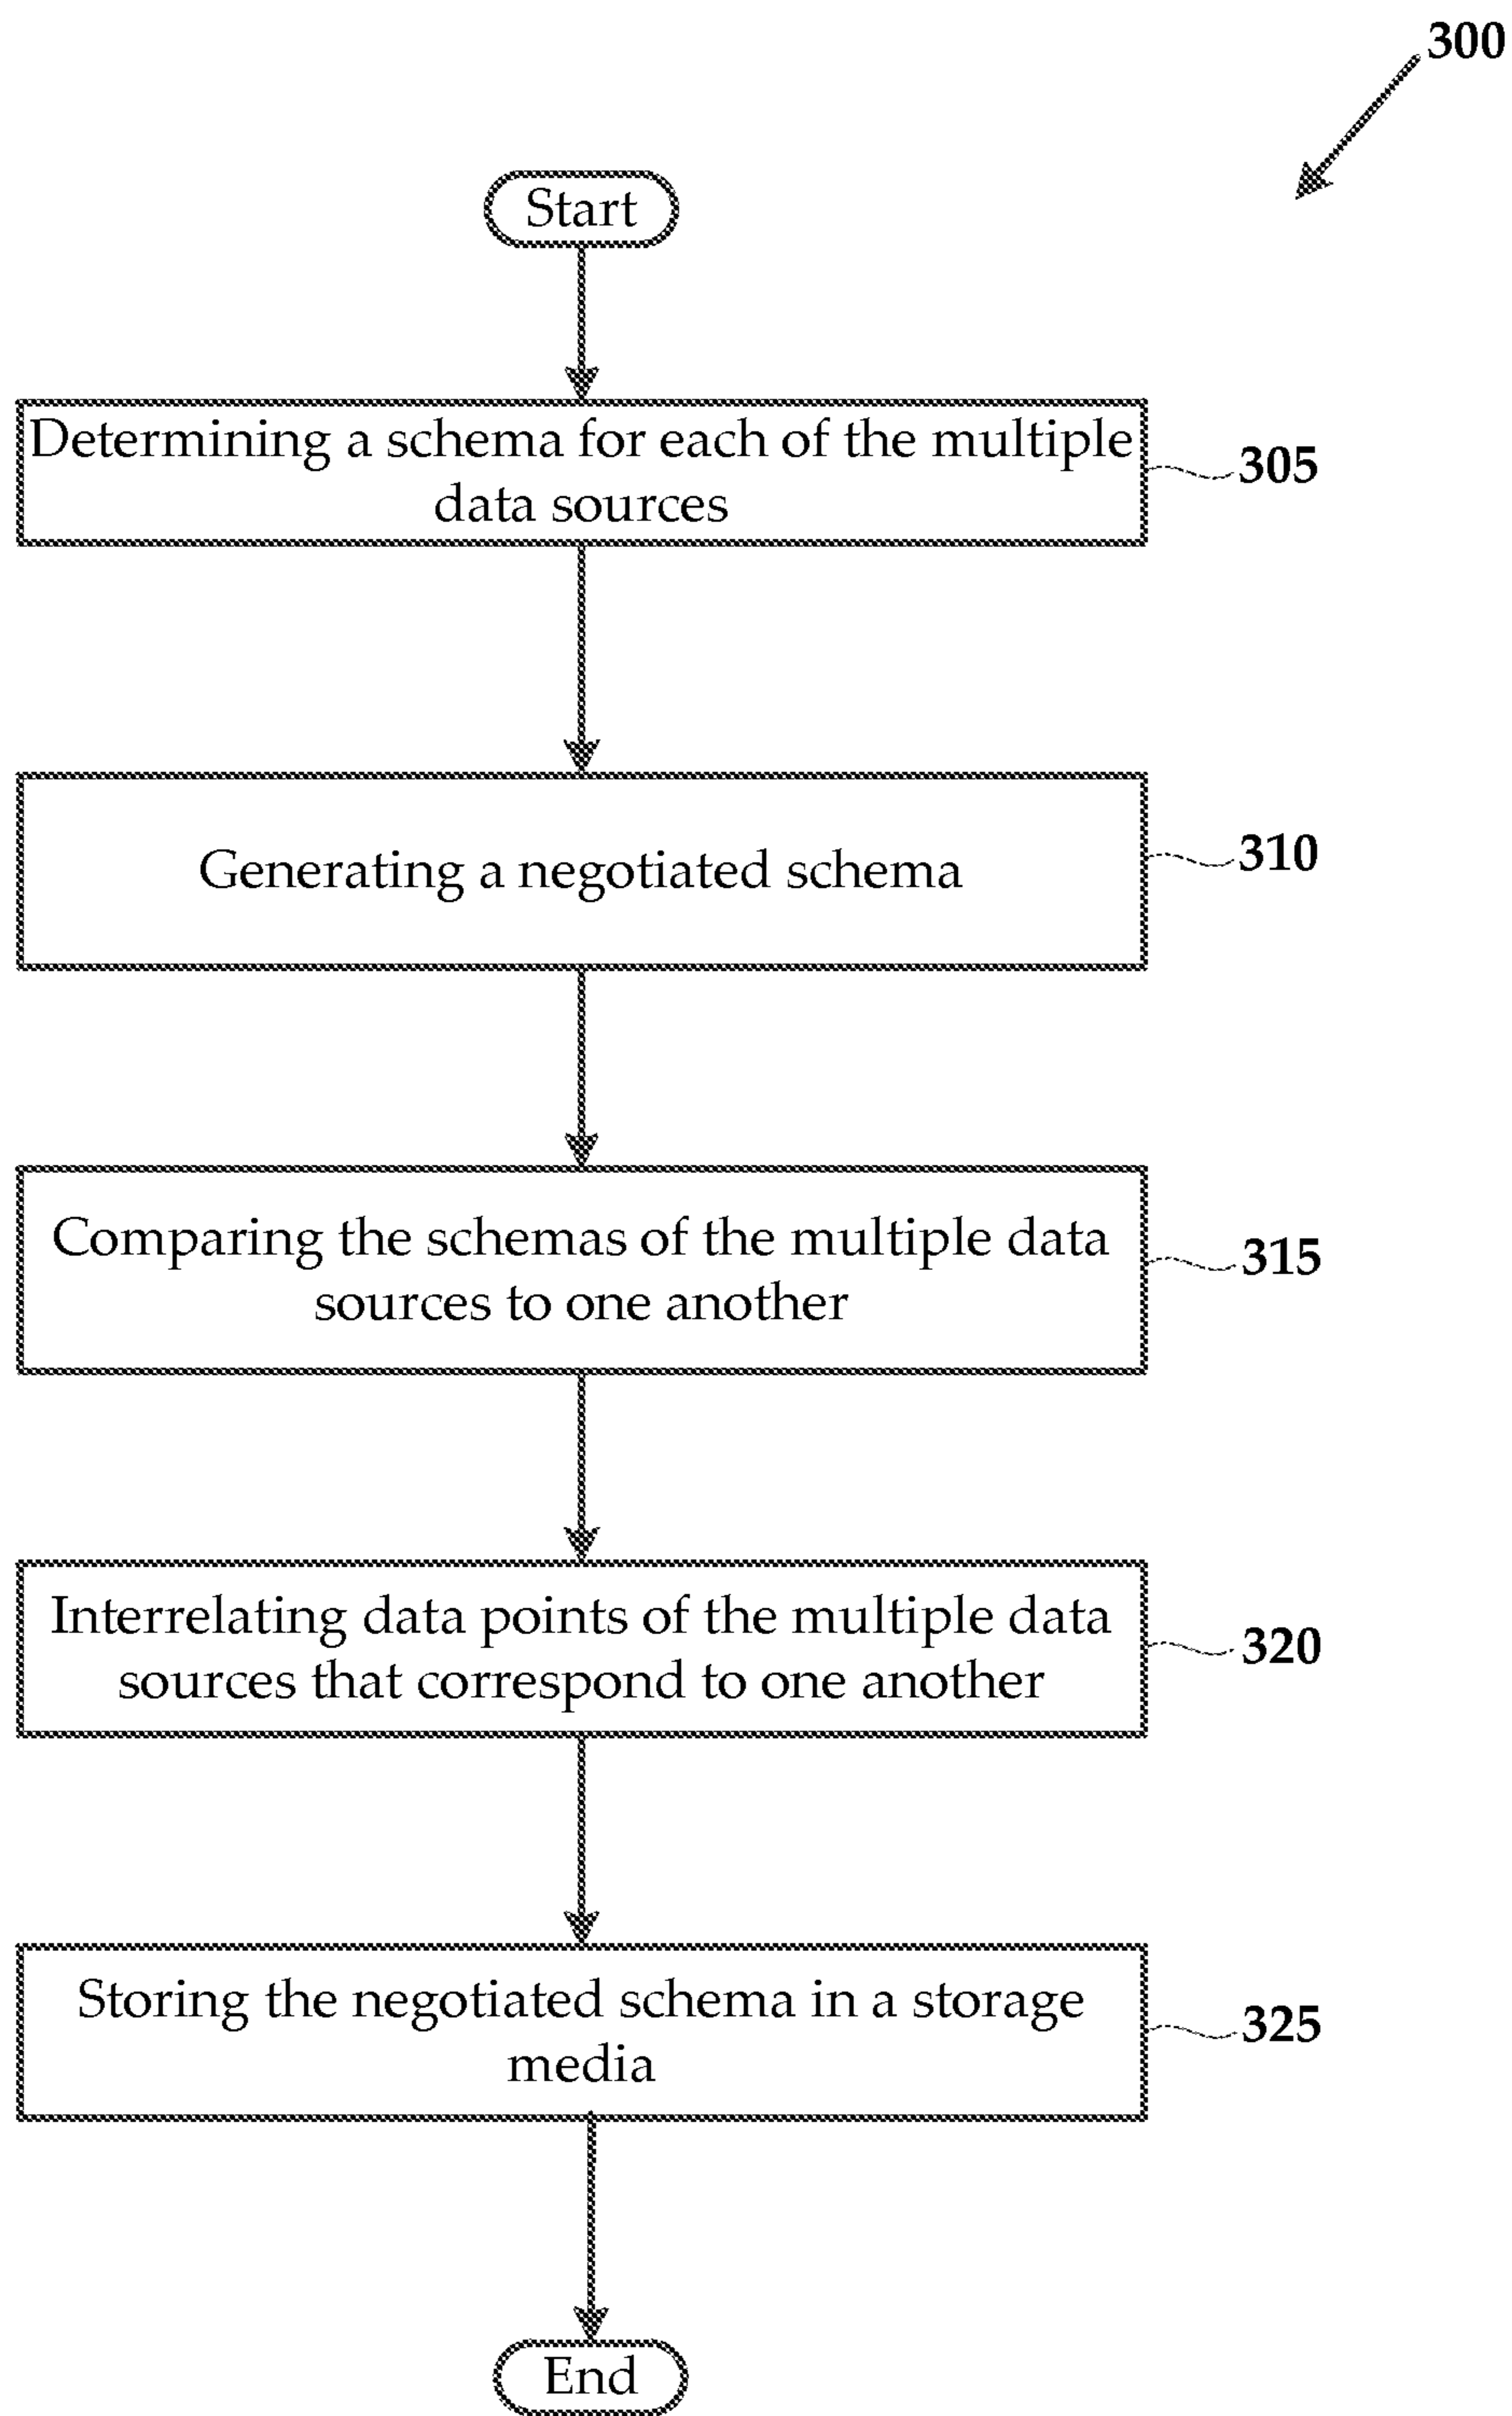 300
Start
Determining a schema for each of the multiple
data sources
305
Generating a negotiated schema
310
Comparing the schemas of the multiple data
sources to one another
315
Interrelating data points of the multiple data
sources that correspond to one another
320
Storing the negotiated schema in a storage
media
325
End